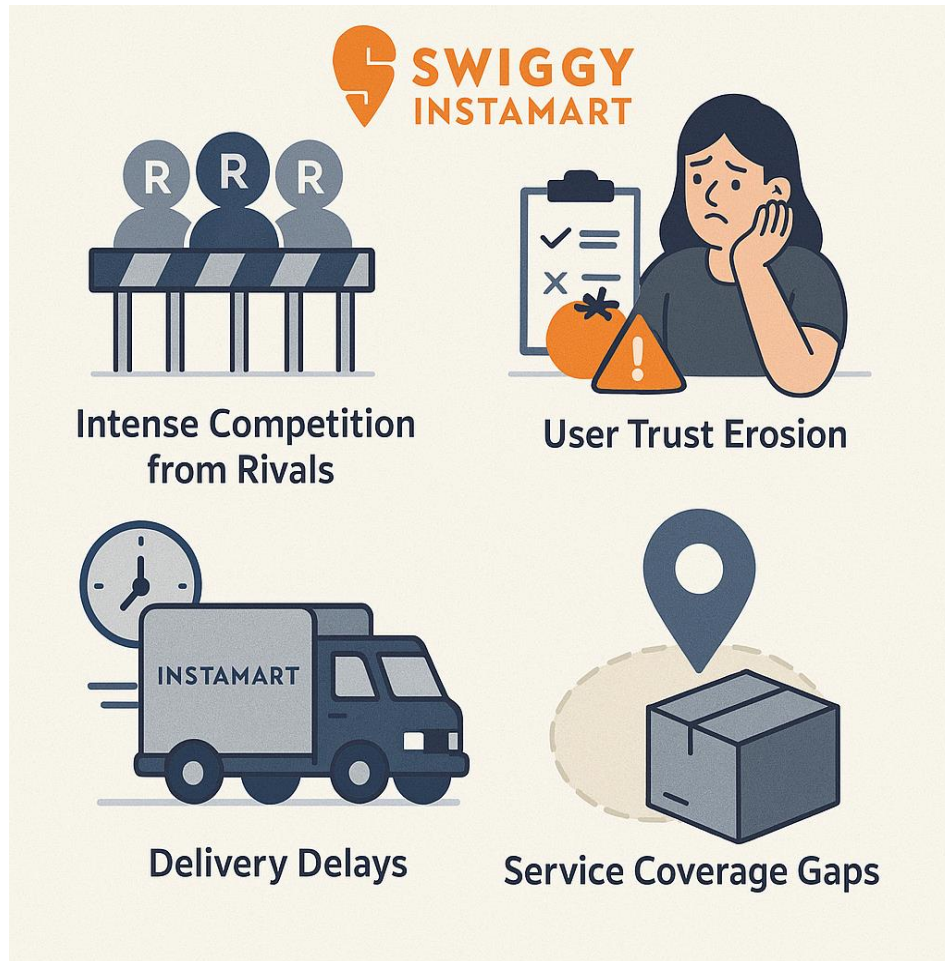 SWIGGY
INSTAMART
R R R
Intense Competition
from Rivals
User Trust Erosion
INSTAMART
Delivery Delays
Service Coverage Gaps